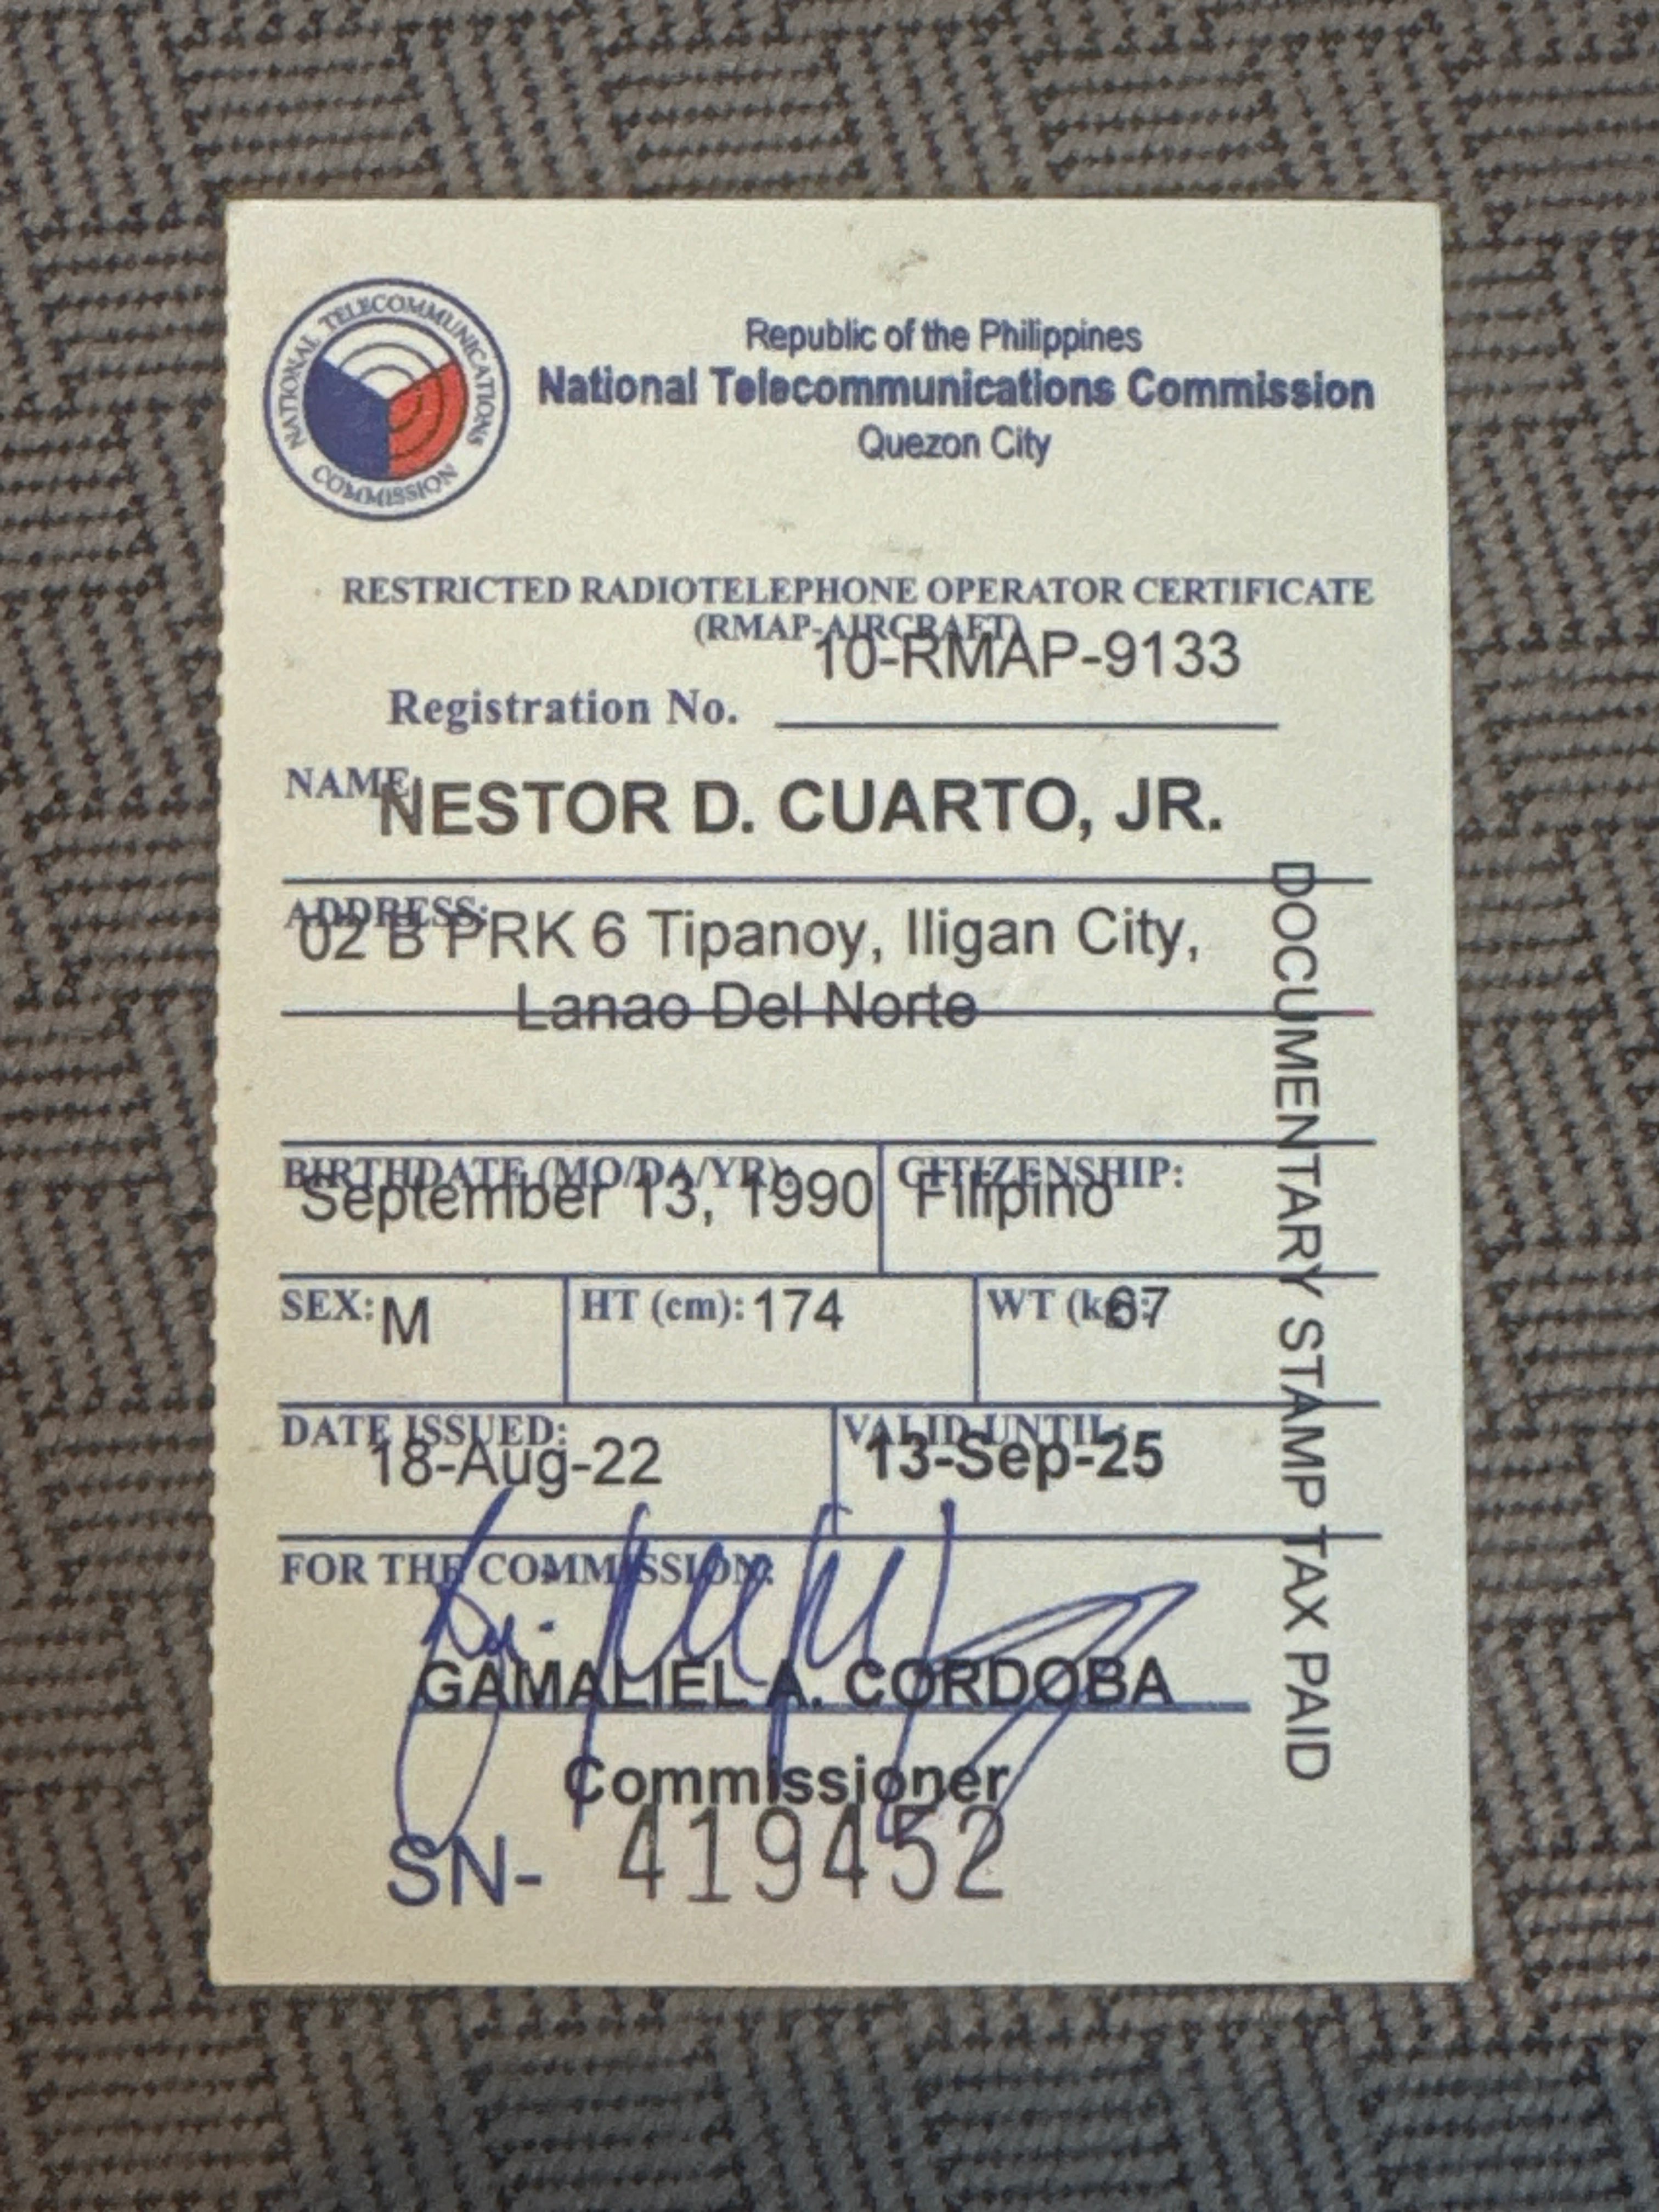 NATIONAL TELECOMMUNICATIONS
COMMISSION
Republic of the Philippines
National Telecommunications Commission
Quezon City
RESTRICTED RADIOTELEPHONE OPERATOR CERTIFICATE
(RMAP-AIRCRAFT)
10-RMAP-9133
Registration No.
NAME
NESTOR D. CUARTO, JR.
ADDRESS:
02 B PRK 6 Tipanoy, Iligan City,
Lanao Del Norte
BIRTHDATE (MO/DA/YR): CITIZENSHIP:
September 13, 1990 Filipino
SEX: M HT (cm): 174 WT (kg): 67
DATE ISSUED: VALID UNTIL:
18-Aug-22 13-Sep-25
FOR THE COMMISSION:
GAMALIEL A. CORDOBA
Commissioner
SN- 419452
DOCUMENTARY STAMP TAX PAID